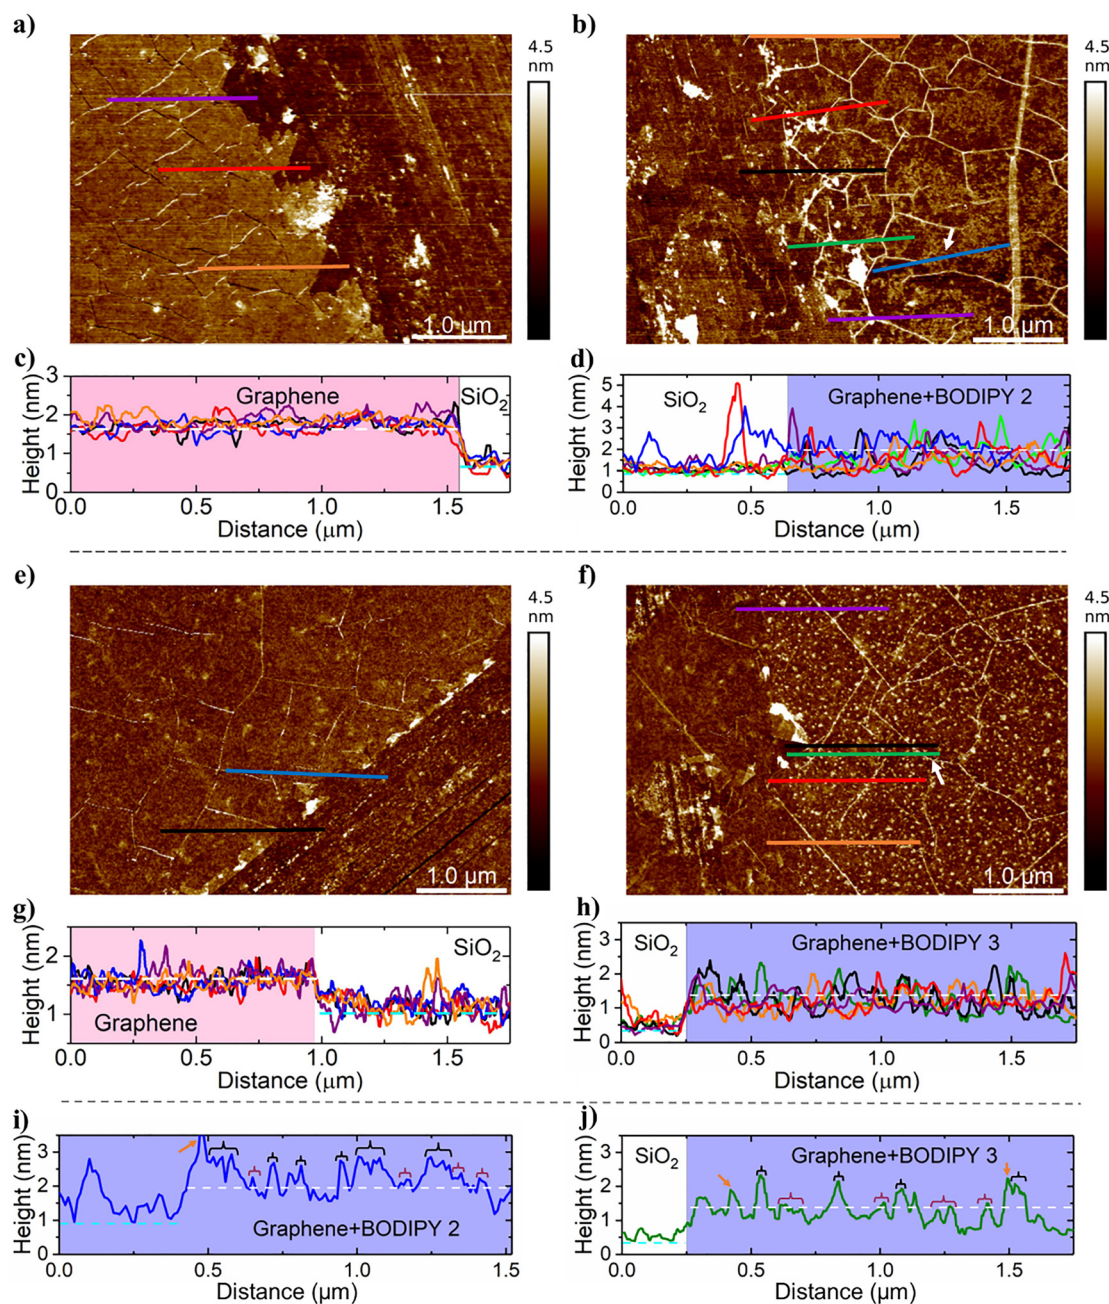 a)
4.5
nm
1.0 μm
b)
4.5
nm
1.0 μm
c)
Height (nm)
3
2
1
0
Graphene
SiO2
0.0
0.5
1.0
1.5
Distance (μm)
d)
Height (nm)
5
4
3
2
1
0
SiO2
Graphene+BODIPY 2
0.0
0.5
1.0
1.5
Distance (μm)
e)
4.5
nm
1.0 μm
f)
4.5
nm
1.0 μm
g)
Height (nm)
2
1
0
SiO2
Graphene
0.0
0.5
1.0
1.5
Distance (μm)
h)
Height (nm)
3
2
1
0
SiO2
Graphene+BODIPY 3
0.0
0.5
1.0
1.5
Distance (μm)
i)
Height (nm)
3
2
1
0
Graphene+BODIPY 2
0.0
0.5
1.0
1.5
Distance (μm)
j)
Height (nm)
3
2
1
0
SiO2
Graphene+BODIPY 3
0.0
0.5
1.0
1.5
Distance (μm)